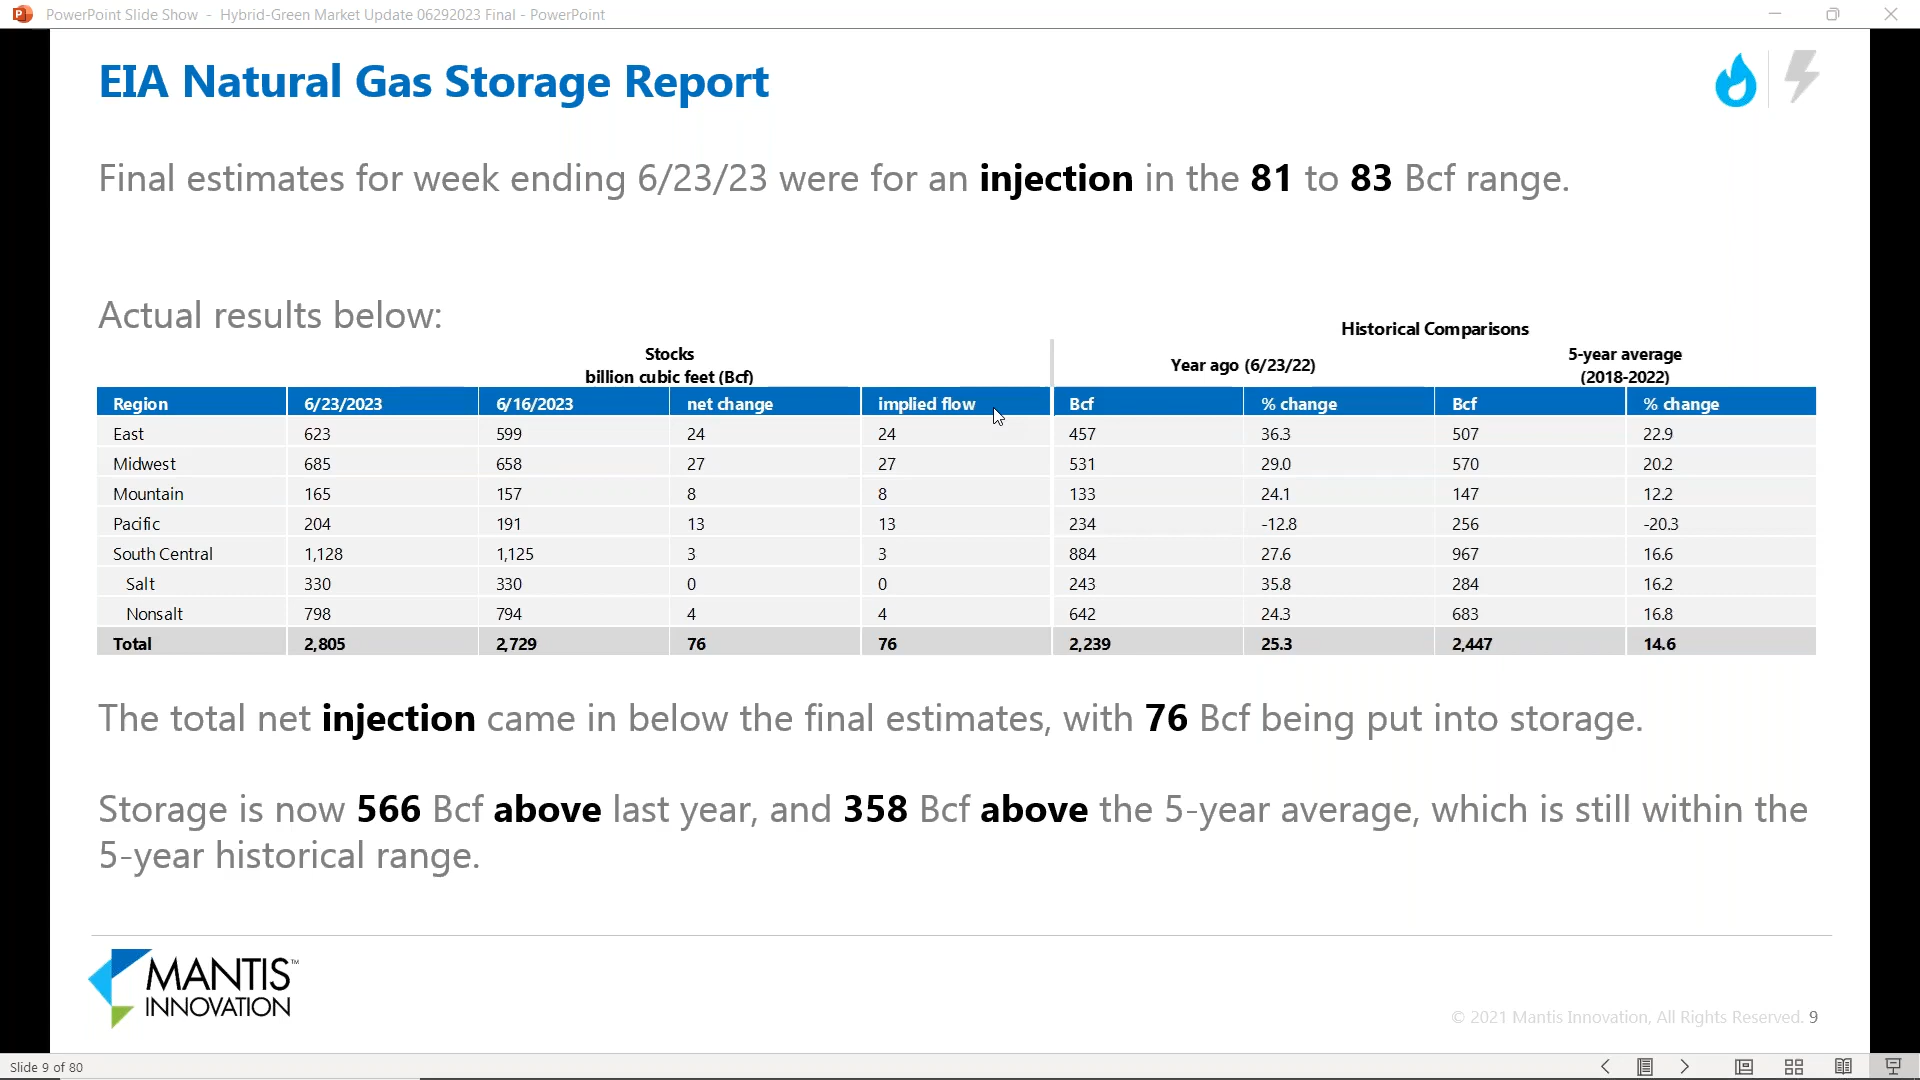 PowerPoint Slide Show - Hybrid-Green Market Update 06292023 Final - PowerPoint
EIA Natural Gas Storage Report
Final estimates for week ending 6/23/23 were for an injection in the 81 to 83 Bcf range.
Actual results below:
Historical Comparisons
Stocks
billion cubic feet (Bcf)
Year ago (6/23/22)
5-year average
(2018-2022)
Region 6/23/2023 6/16/2023 net change implied flow Bcf % change Bcf % change
East 623 599 24 24 457 36.3 507 22.9
Midwest 685 658 27 27 531 29.0 570 20.2
Mountain 165 157 8 8 133 24.1 147 12.2
Pacific 204 191 13 13 234 -12.8 256 -20.3
South Central 1,128 1,125 3 3 884 27.6 967 16.6
Salt 330 330 0 0 243 35.8 284 16.2
Nonsalt 798 794 4 4 642 24.3 683 16.8
Total 2,805 2,729 76 76 2,239 25.3 2,447 14.6
The total net injection came in below the final estimates, with 76 Bcf being put into storage.
Storage is now 566 Bcf above last year, and 358 Bcf above the 5-year average, which is still within the
5-year historical range.
MANTIS™
INNOVATION
© 2021 Mantis Innovation, All Rights Reserved. 9
Slide 9 of 80